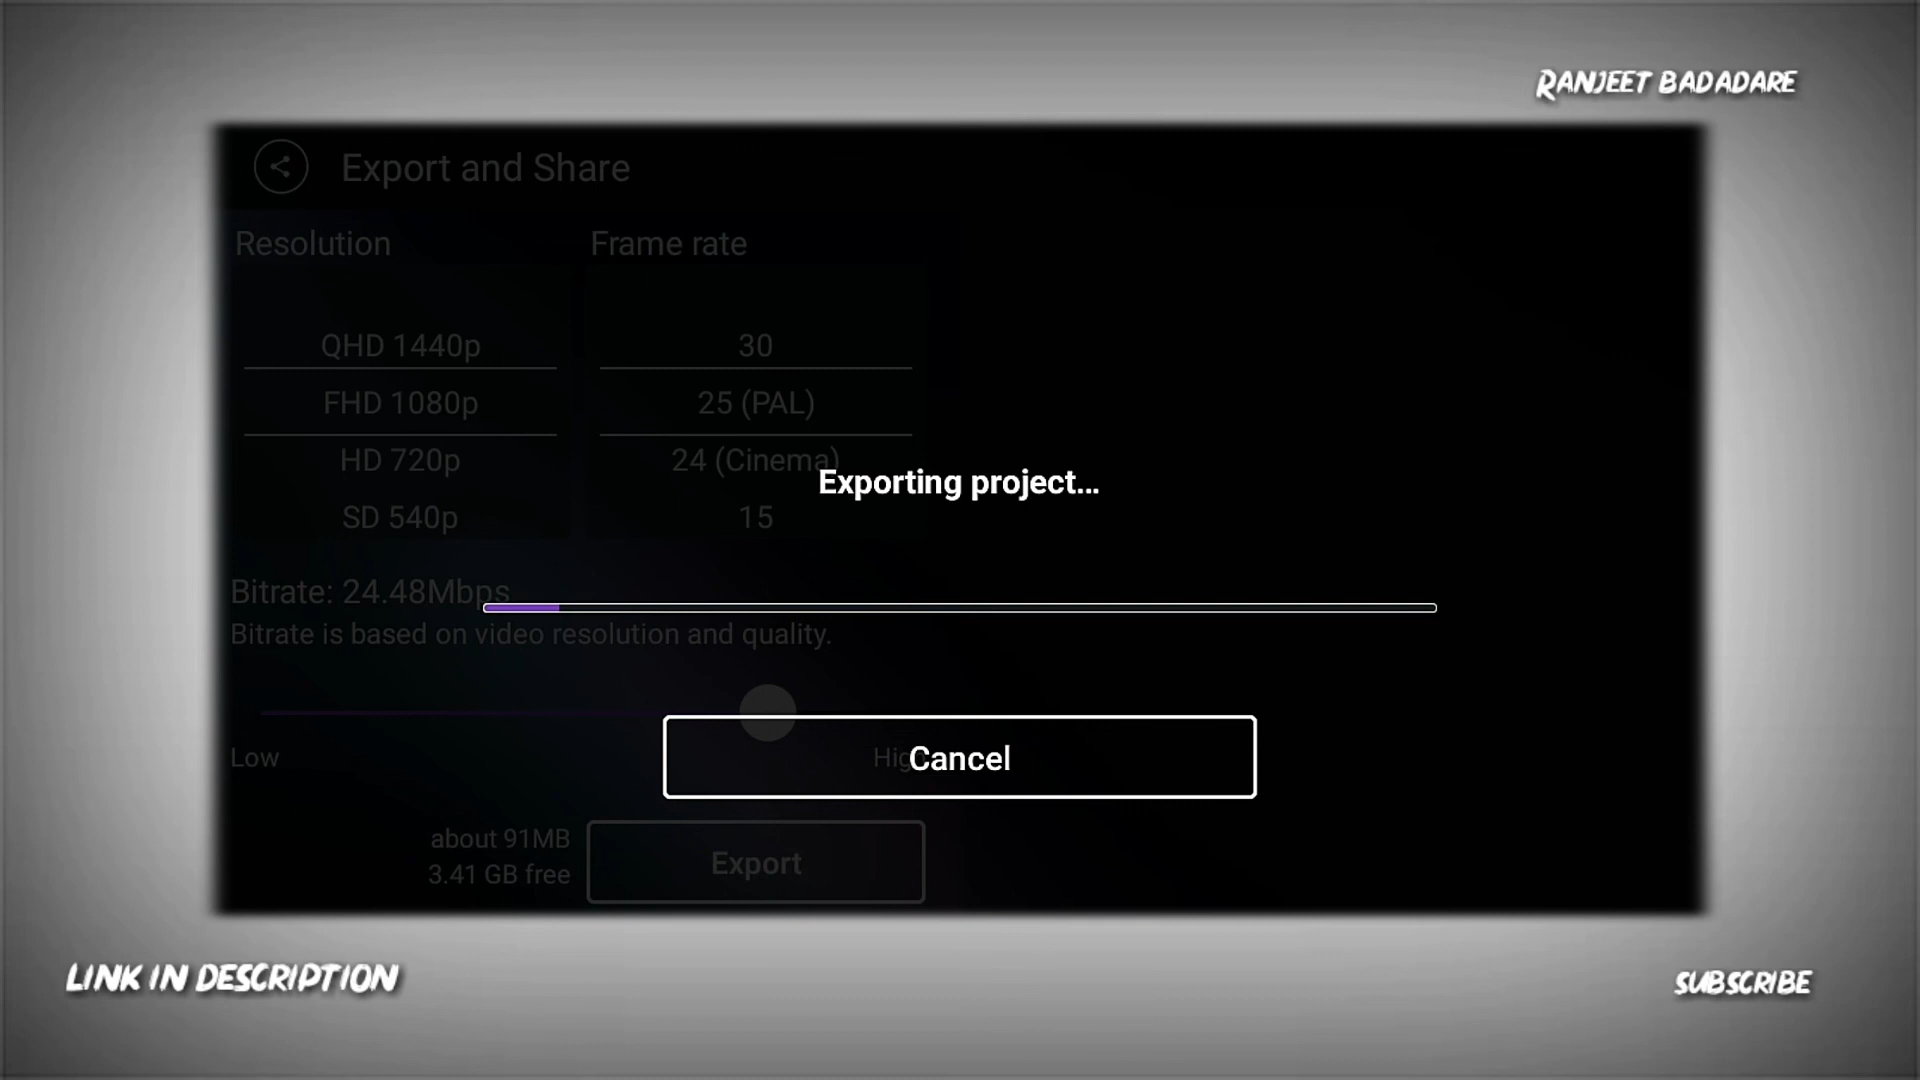 RANJEET BADADARE
Export and Share
Resolution
Frame rate
QHD 1440p
30
FHD 1080p
25 (PAL)
HD 720p
24 (Cinema)
SD 540p
15
Exporting project...
Bitrate: 24.48Mbps
Bitrate is based on video resolution and quality.
Low
Cancel
about 91MB
3.41 GB free
Export
LINK IN DESCRIPTION
SUBSCRIBE